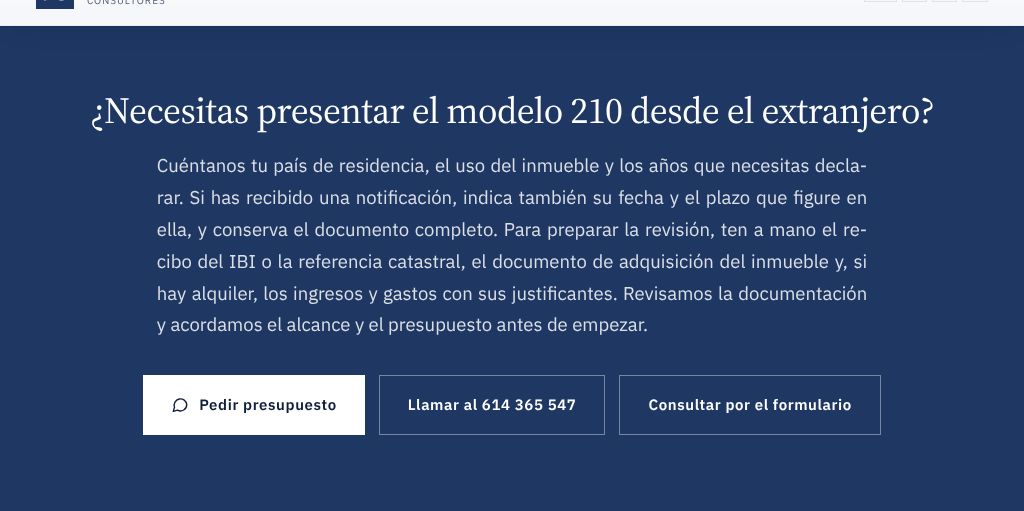 CONSULTORES
¿Necesitas presentar el modelo 210 desde el extranjero?
Cuéntanos tu país de residencia, el uso del inmueble y los años que necesitas decla-
rar. Si has recibido una notificación, indica también su fecha y el plazo que figure en
ella, y conserva el documento completo. Para preparar la revisión, ten a mano el re-
cibo del IBI o la referencia catastral, el documento de adquisición del inmueble y, si
hay alquiler, los ingresos y gastos con sus justificantes. Revisamos la documentación
y acordamos el alcance y el presupuesto antes de empezar.
Pedir presupuesto
Llamar al 614 365 547
Consultar por el formulario